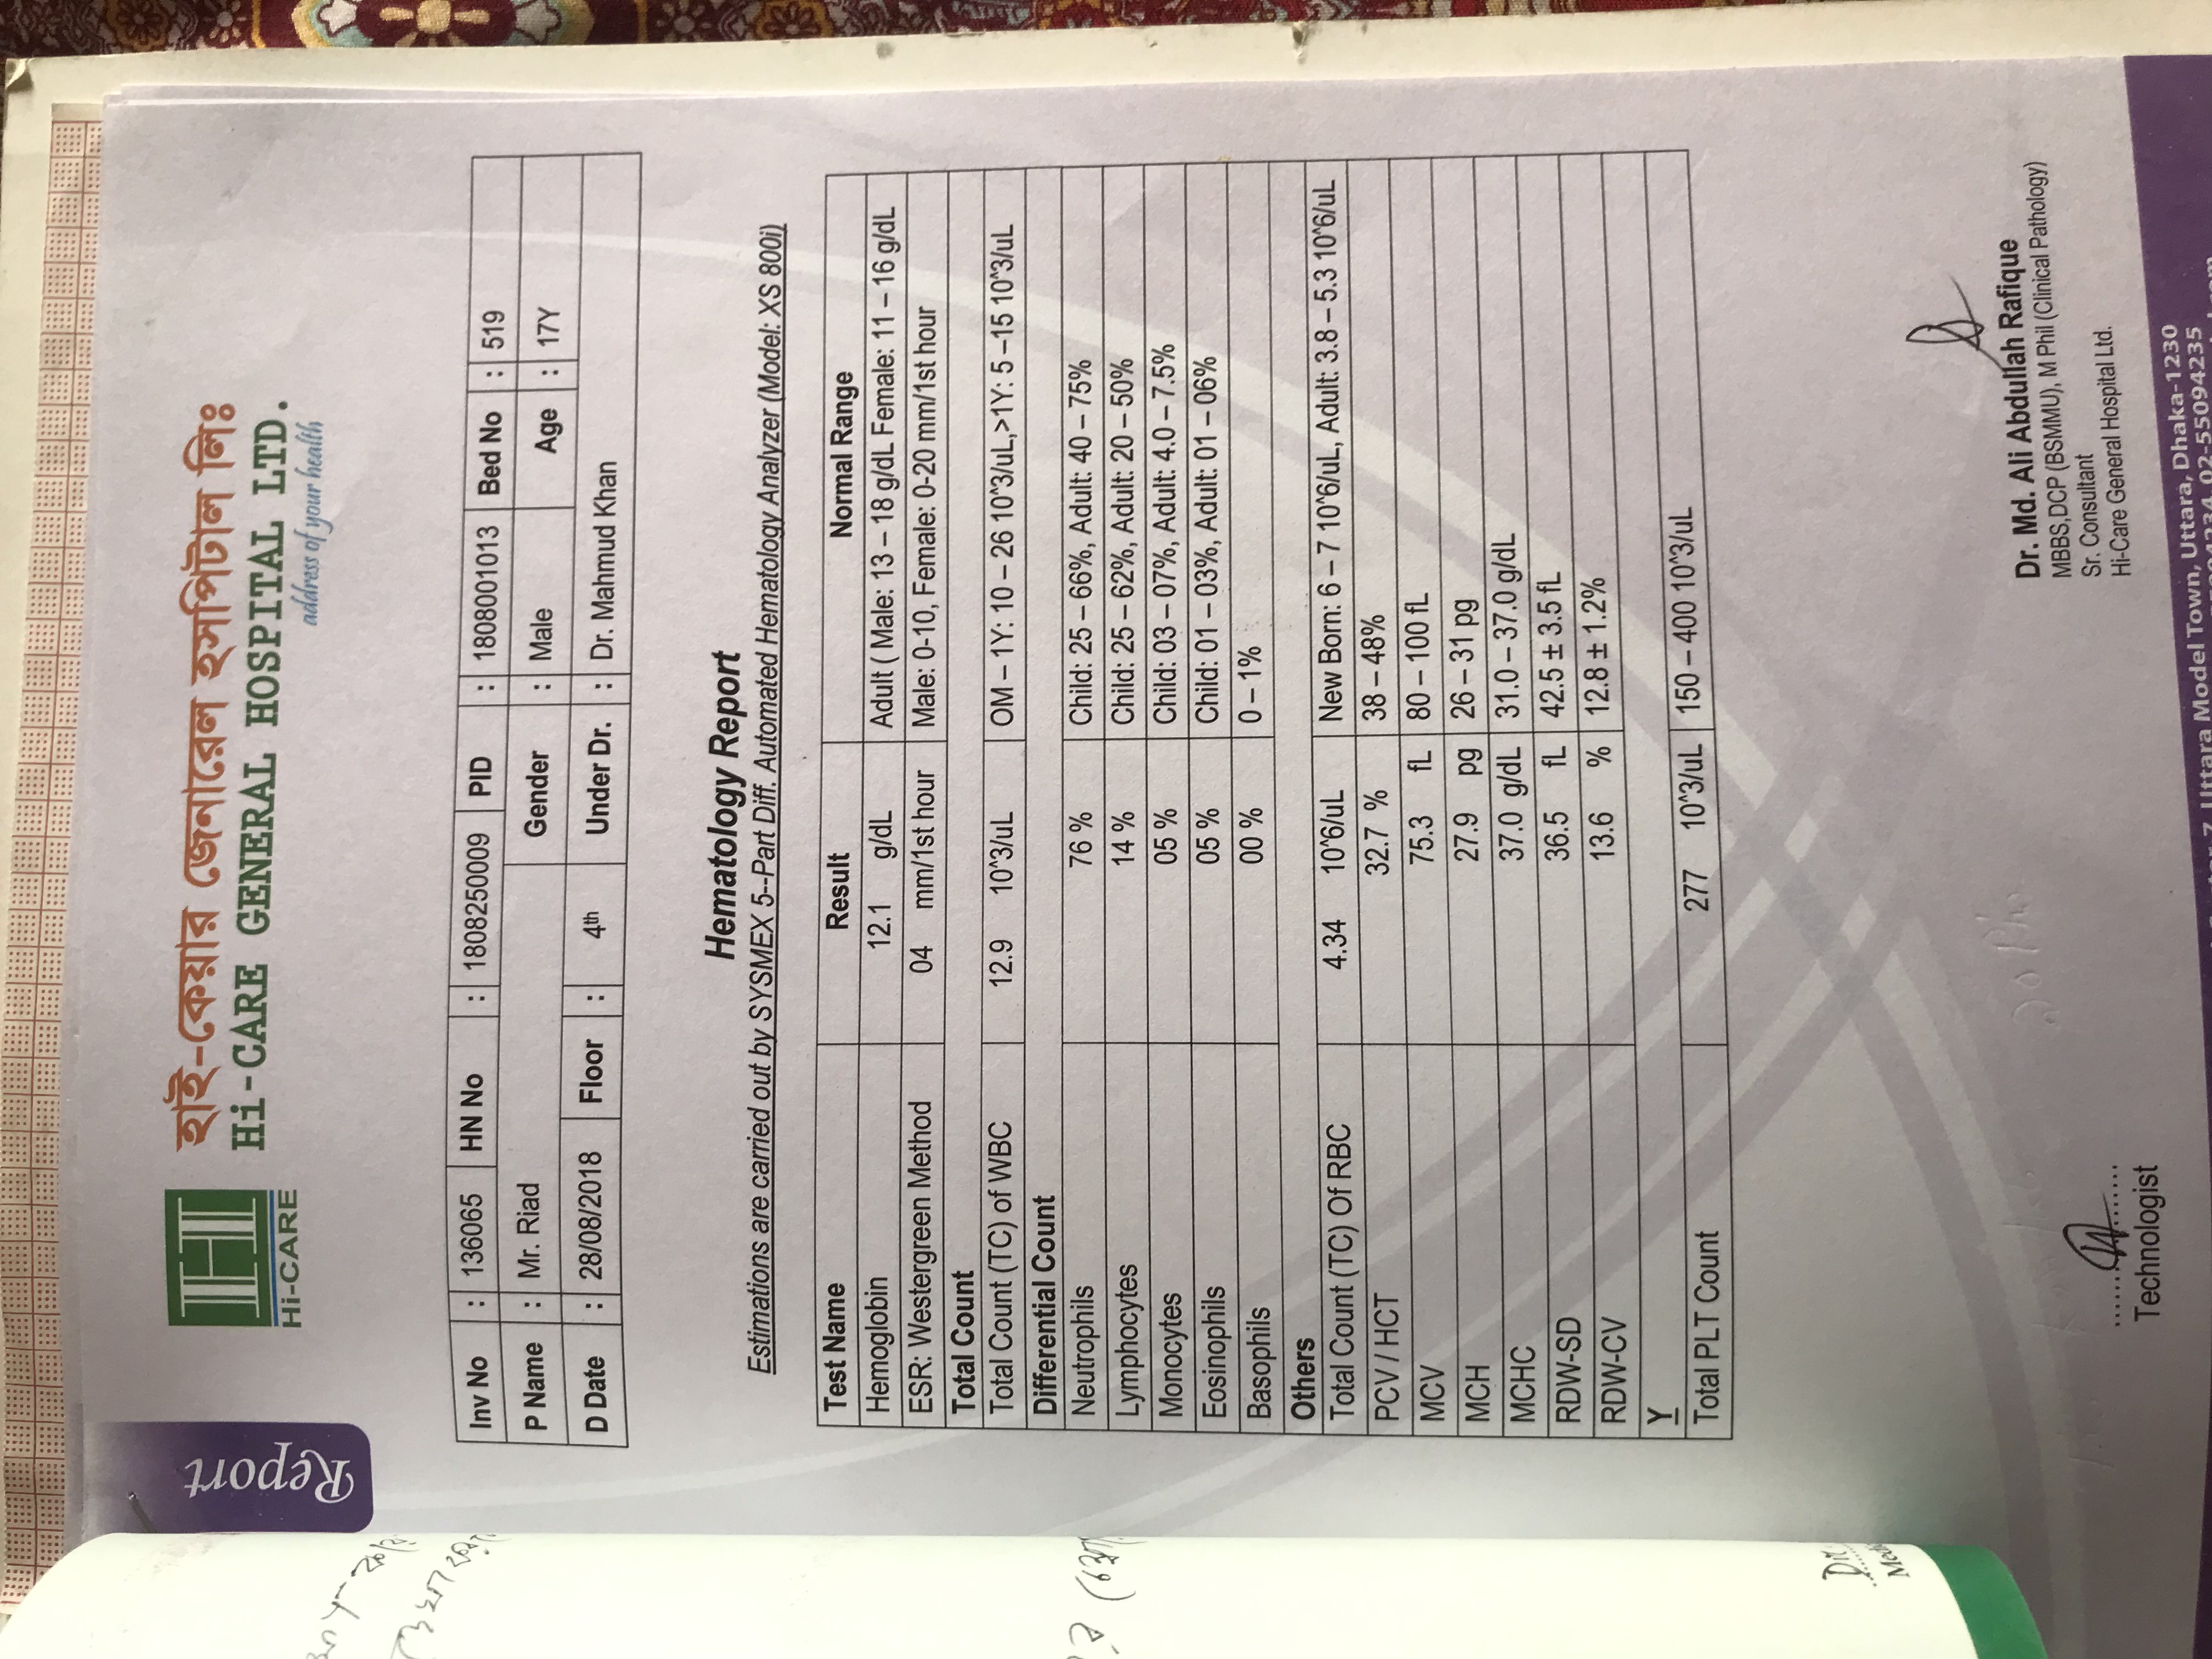 Report
H
Hi-CARE
হাই-কেয়ার জেনারেল হসপিটাল লিঃ
Hi-CARE GENERAL HOSPITAL LTD.
address of your health
Inv No : 136065 HN No : 1808250009 PID : 1808001013 Bed No : 519
P Name : Mr. Riad Gender : Male Age : 17Y
D Date : 28/08/2018 Floor : 4th Under Dr. : Dr. Mahmud Khan
Hematology Report
Estimations are carried out by SYSMEX 5--Part Diff. Automated Hematology Analyzer (Model: XS 800i)
Test Name Result Normal Range
Hemoglobin 12.1 g/dL Adult ( Male: 13 – 18 g/dL Female: 11 – 16 g/dL
ESR: Westergreen Method 04 mm/1st hour Male: 0-10, Female: 0-20 mm/1st hour
Total Count
Total Count (TC) of WBC 12.9 10^3/uL OM – 1Y: 10 – 26 10^3/uL,>1Y: 5 –15 10^3/uL
Differential Count
Neutrophils 76 % Child: 25 – 66%, Adult: 40 – 75%
Lymphocytes 14 % Child: 25 – 62%, Adult: 20 – 50%
Monocytes 05 % Child: 03 – 07%, Adult: 4.0 – 7.5%
Eosinophils 05 % Child: 01 – 03%, Adult: 01 – 06%
Basophils 00 % 0 – 1%
Others
Total Count (TC) Of RBC 4.34 10^6/uL New Born: 6 – 7 10^6/uL, Adult: 3.8 – 5.3 10^6/uL
PCV / HCT 32.7 % 38 – 48%
MCV 75.3 fL 80 – 100 fL
MCH 27.9 pg 26 – 31 pg
MCHC 37.0 g/dL 31.0 – 37.0 g/dL
RDW-SD 36.5 fL 42.5 ± 3.5 fL
RDW-CV 13.6 % 12.8 ± 1.2%
Y
Total PLT Count 277 10^3/uL 150 – 400 10^3/uL
Dr. Md. Ali Abdullah Rafique
MBBS,DCP (BSMMU), M Phil (Clinical Pathology)
Sr. Consultant
Hi-Care General Hospital Ltd.
Technologist
7, Uttara Model Town, Uttara, Dhaka-1230
02-55094235